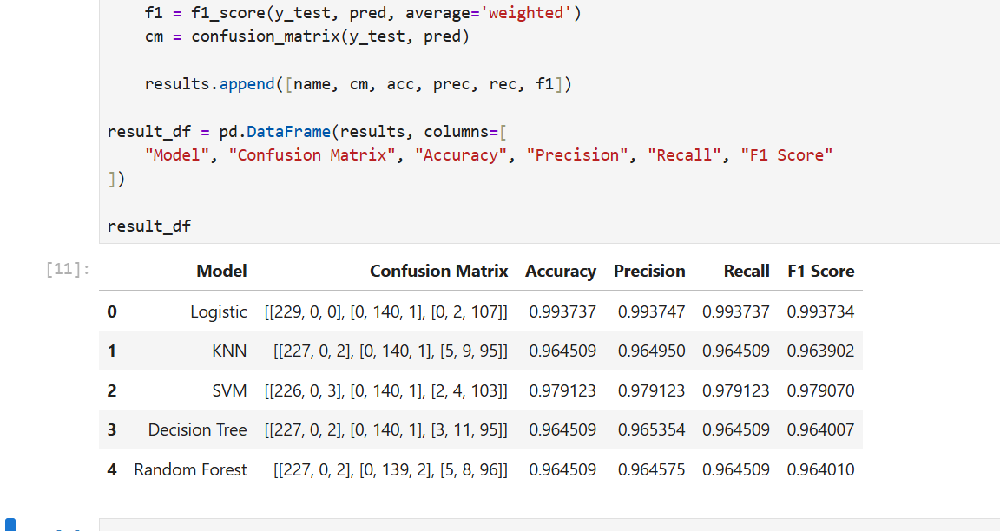 f1 = f1_score(y_test, pred, average='weighted')
cm = confusion_matrix(y_test, pred)
results.append([name, cm, acc, prec, rec, f1])
result_df = pd.DataFrame(results, columns=[
"Model", "Confusion Matrix", "Accuracy", "Precision", "Recall", "F1 Score"
])
result_df
[11]:
Model Confusion Matrix Accuracy Precision Recall F1 Score
0 Logistic [[229, 0, 0], [0, 140, 1], [0, 2, 107]] 0.993737 0.993747 0.993737 0.993734
1 KNN [[227, 0, 2], [0, 140, 1], [5, 9, 95]] 0.964509 0.964950 0.964509 0.963902
2 SVM [[226, 0, 3], [0, 140, 1], [2, 4, 103]] 0.979123 0.979123 0.979123 0.979070
3 Decision Tree [[227, 0, 2], [0, 140, 1], [3, 11, 95]] 0.964509 0.965354 0.964509 0.964007
4 Random Forest [[227, 0, 2], [0, 139, 2], [5, 8, 96]] 0.964509 0.964575 0.964509 0.964010